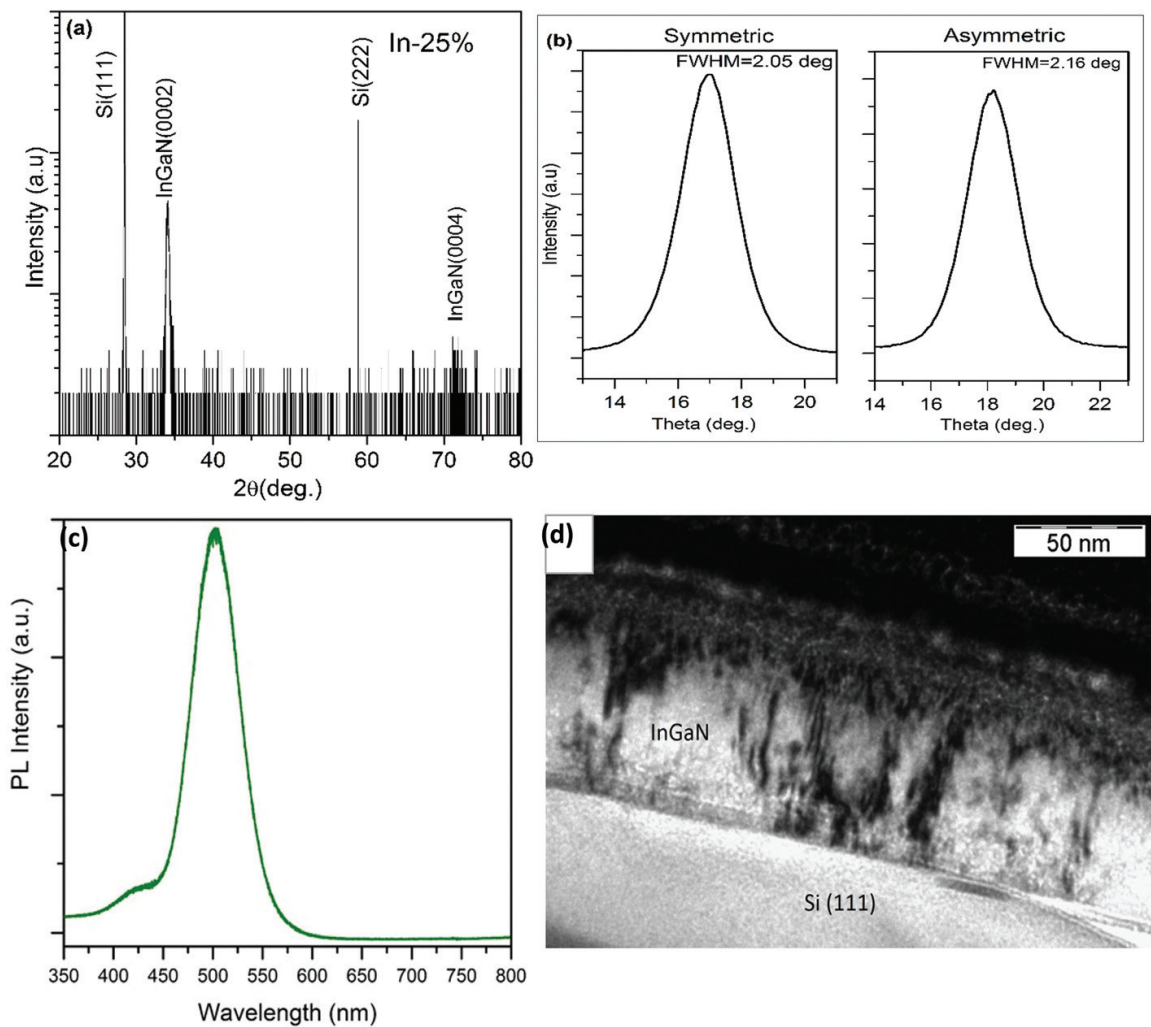 (a)
In-25%
Si(111)
InGaN(0002)
Si(222)
InGaN(0004)
Intensity (a.u)
20 30 40 50 60 70 80
2θ(deg.)
(b)
Symmetric
FWHM=2.05 deg
Intensity (a.u)
14 16 18 20
Theta (deg.)
Asymmetric
FWHM=2.16 deg
14 16 18 20 22
Theta (deg.)
(c)
PL Intensity (a.u.)
350 400 450 500 550 600 650 700 750 800
Wavelength (nm)
(d)
50 nm
InGaN
Si (111)